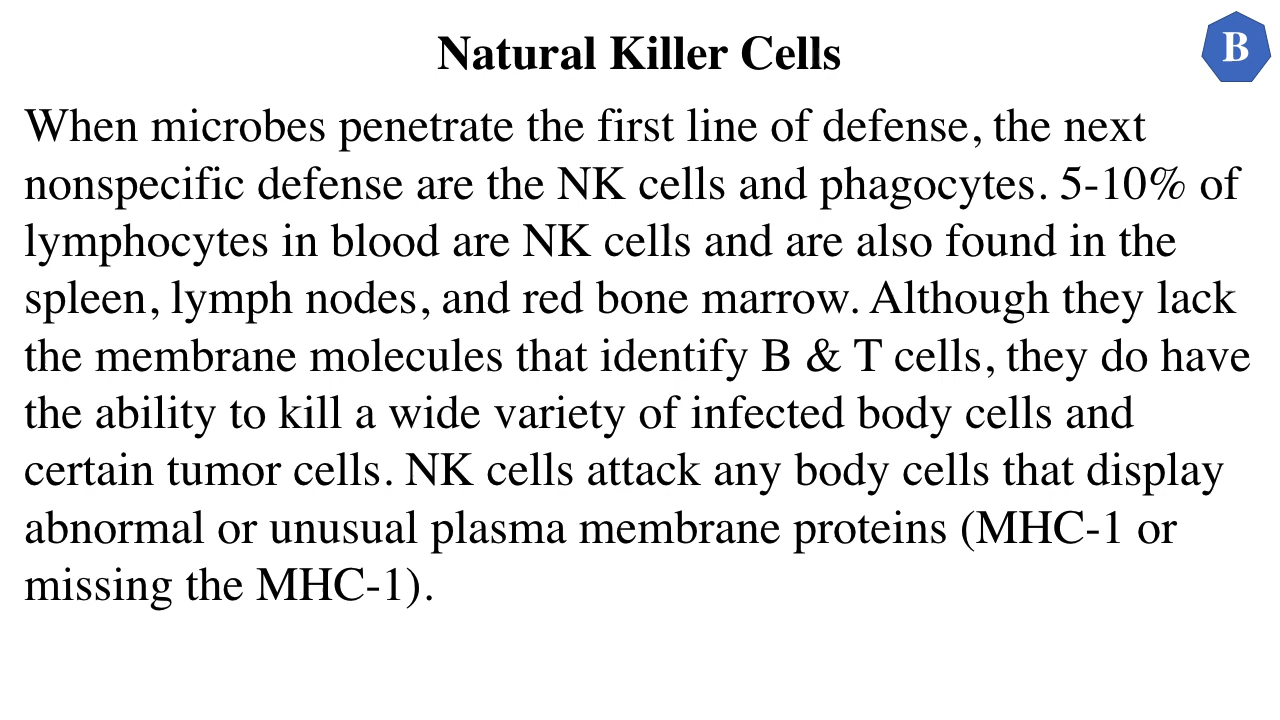 Natural Killer Cells
B
When microbes penetrate the first line of defense, the next
nonspecific defense are the NK cells and phagocytes. 5-10% of
lymphocytes in blood are NK cells and are also found in the
spleen, lymph nodes, and red bone marrow. Although they lack
the membrane molecules that identify B & T cells, they do have
the ability to kill a wide variety of infected body cells and
certain tumor cells. NK cells attack any body cells that display
abnormal or unusual plasma membrane proteins (MHC-1 or
missing the MHC-1).